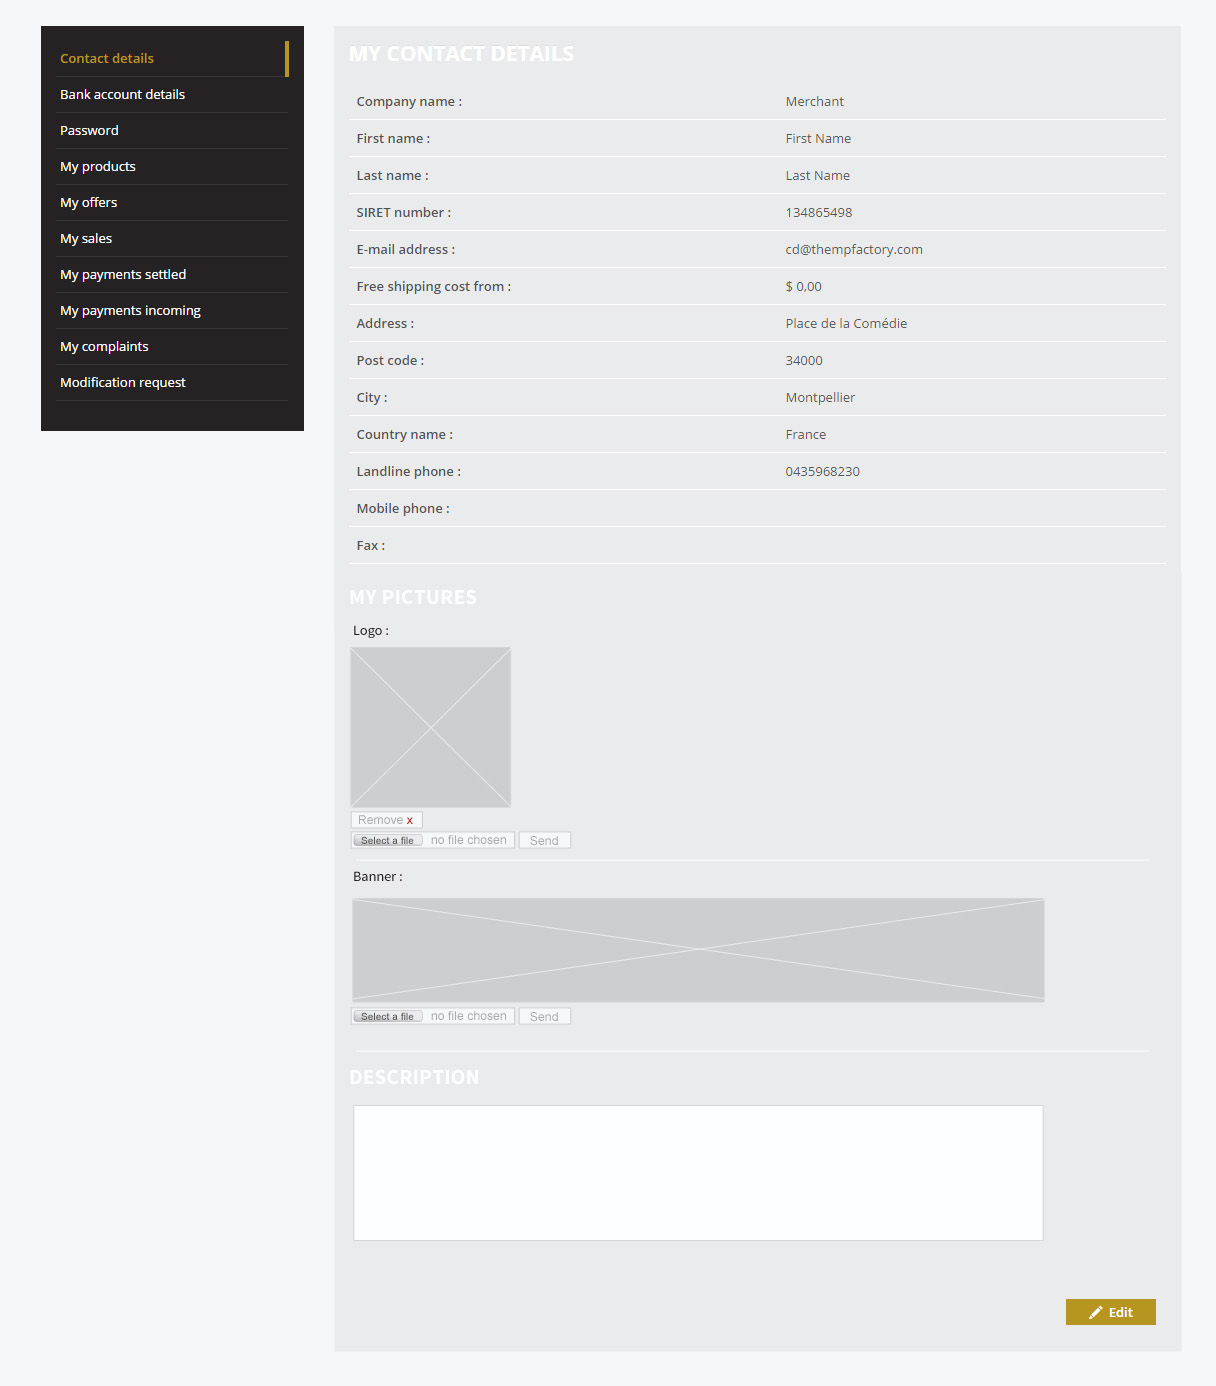 Contact details
Bank account details
Password
My products
My offers
My sales
My payments settled
My payments incoming
My complaints
Modification request
MY CONTACT DETAILS
Company name : Merchant
First name : First Name
Last name : Last Name
SIRET number : 134865498
E-mail address : cd@thempfactory.com
Free shipping cost from : $ 0,00
Address : Place de la Comédie
Post code : 34000
City : Montpellier
Country name : France
Landline phone : 0435968230
Mobile phone :
Fax :
MY PICTURES
Logo :
Remove x
Select a file no file chosen Send
Banner :
Select a file no file chosen Send
DESCRIPTION
Edit